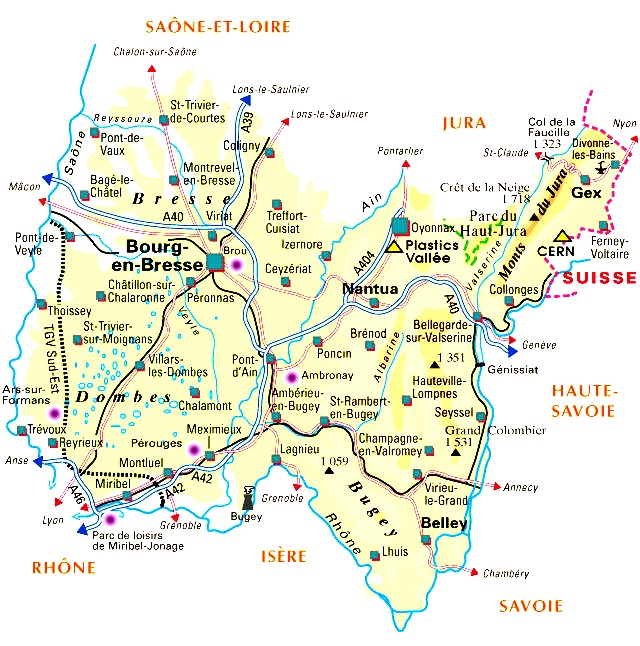 SAÔNE-ET-LOIRE
Chalon-sur-Saône
Lons-le-Saulnier
Lons-le-Saulnier
A39
JURA
Col de la
Faucille
1 323
Nyon
Divonne-
les-Bains
St-Claude
Pontarlier
Saône
Reyssouze
St-Trivier
de-Courtes
Pont-de-
Vaux
Coligny
Montrevel-
en-Bresse
Bagé-le-
Châtel
Bresse
Mâcon
A40
Viriat
Treffort-
Cuisiat
Ain
Crêt de la Neige
1 718
Gex
Parc du
Haut-Jura
Monts du Jura
Valserine
Oyonnax
Plastics
Vallée
CERN
Ferney-
Voltaire
SUISSE
Pont-de-
Veyle
Bourg-
en-Bresse
Brou
Izernore
A404
Ceyzériat
Nantua
Collonges
A40
Châtillon-sur-
Chalaronne
Péronnas
Veyle
Thoissey
TGV Sud-Est
St-Trivier
sur-Moignans
Brénod
Albarine
Bellegarde-
sur-Valserine
Genève
Génissiat
Poncin
Pont-
d'Ain
Villars-
les-Dombes
1 351
Ambronay
Hauteville-
Lompnes
HAUTE-
SAVOIE
Ars-sur-
Formans
Dombes
Chalamont
Ambérieu-
en-Bugey
St-Rambert-
en-Bugey
Seyssel
Grand Colombier
1 531
Trévoux
Reyrieux
Meximieux
Pérouges
Champagne-
en-Valromey
Anse
Montluel
A42
Lagnieu
1 059
Miribel
A42
A46
Virieu-
le-Grand
Annecy
Bugey
Lyon
Grenoble
Grenoble
Bugey
Belley
Parc de loisirs
de Miribel-Jonage
Rhône
Lhuis
RHÔNE
ISÈRE
Chambéry
SAVOIE